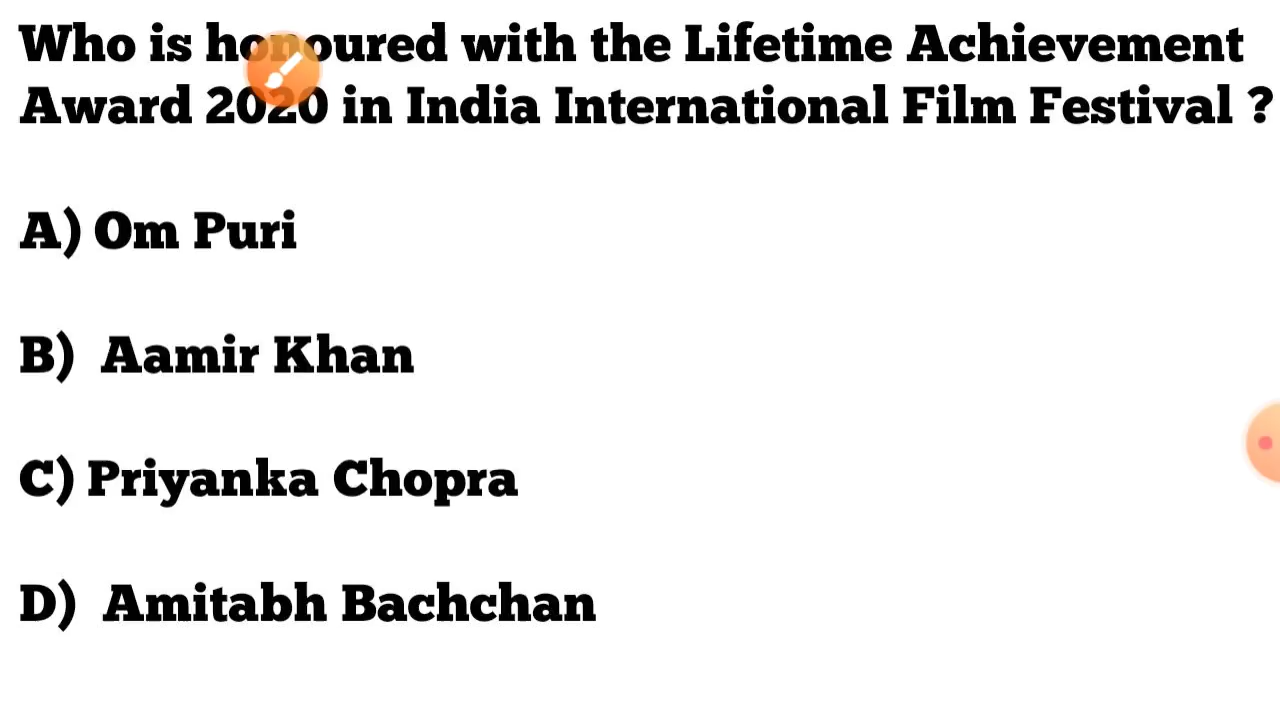 Who is honoured with the Lifetime Achievement
Award 2020 in India International Film Festival ?
A) Om Puri
B) Aamir Khan
C) Priyanka Chopra
D) Amitabh Bachchan